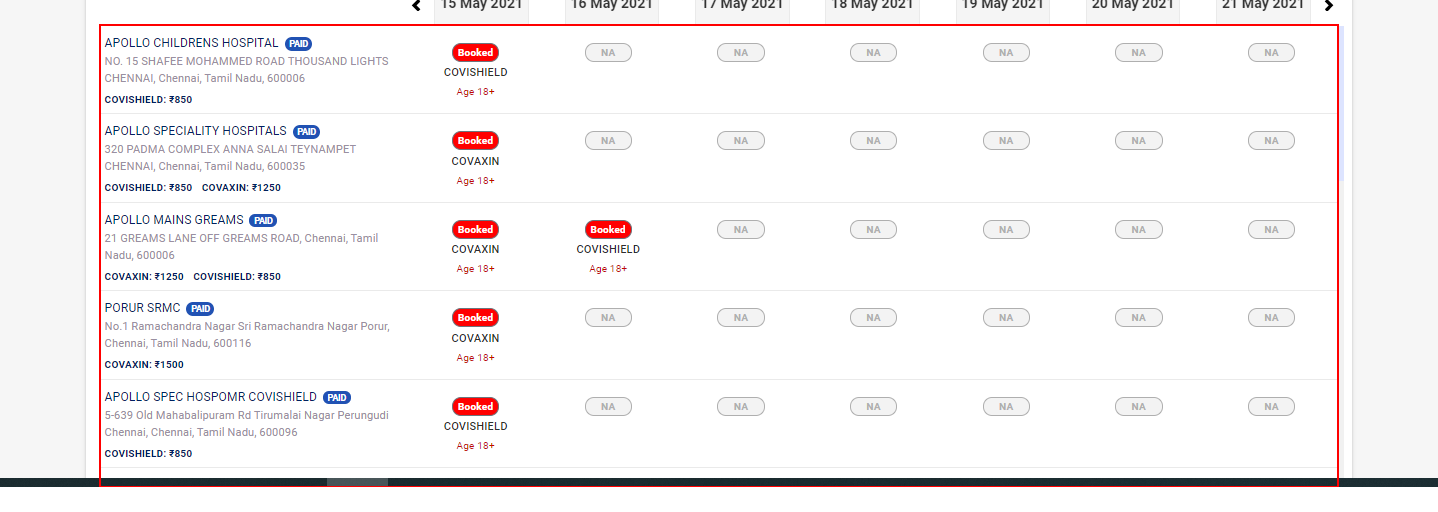 15 May 2021 16 May 2021 17 May 2021 18 May 2021 19 May 2021 20 May 2021 21 May 2021
APOLLO CHILDRENS HOSPITAL PAID
NO. 15 SHAFEE MOHAMMED ROAD THOUSAND LIGHTS
CHENNAI, Chennai, Tamil Nadu, 600006
COVISHIELD: ₹850
Booked NA NA NA NA NA NA
COVISHIELD
Age 18+
APOLLO SPECIALITY HOSPITALS PAID
320 PADMA COMPLEX ANNA SALAI TEYNAMPET
CHENNAI, Chennai, Tamil Nadu, 600035
COVISHIELD: ₹850 COVAXIN: ₹1250
Booked NA NA NA NA NA NA
COVAXIN
Age 18+
APOLLO MAINS GREAMS PAID
21 GREAMS LANE OFF GREAMS ROAD, Chennai, Tamil
Nadu, 600006
COVAXIN: ₹1250 COVISHIELD: ₹850
Booked Booked NA NA NA NA NA
COVAXIN COVISHIELD
Age 18+ Age 18+
PORUR SRMC PAID
No.1 Ramachandra Nagar Sri Ramachandra Nagar Porur,
Chennai, Tamil Nadu, 600116
COVAXIN: ₹1500
Booked NA NA NA NA NA NA
COVAXIN
Age 18+
APOLLO SPEC HOSPOMR COVISHIELD PAID
5-639 Old Mahabalipuram Rd Tirumalai Nagar Perungudi
Chennai, Chennai, Tamil Nadu, 600096
COVISHIELD: ₹850
Booked NA NA NA NA NA NA
COVISHIELD
Age 18+